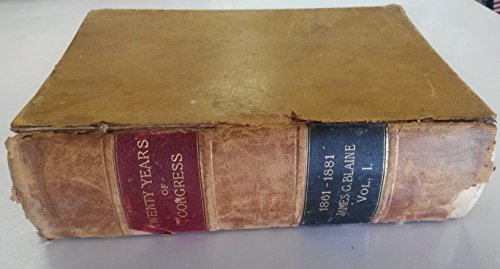 TWENTY YEARS
OF
CONGRESS
1861-1881
JAMES G. BLAINE
VOL. I.